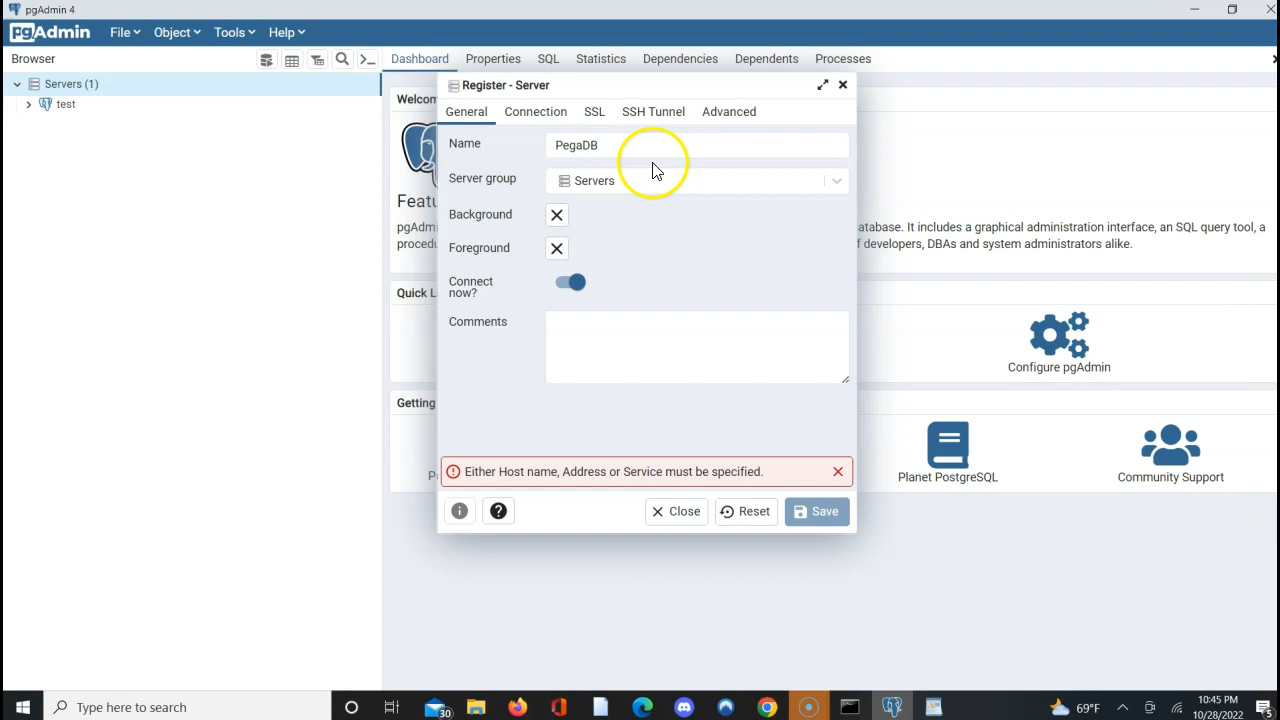 pgAdmin 4
pgAdmin File Object Tools Help
Browser
Dashboard Properties SQL Statistics Dependencies Dependents Processes
Servers (1)
test
Register - Server
General Connection SSL SSH Tunnel Advanced
Name PegaDB
Server group Servers
Background
Foreground
Connect
now?
Comments
Either Host name, Address or Service must be specified.
Close Reset Save
Welcom
Featu
pgAdm
atabase. It includes a graphical administration interface, an SQL query tool, a
procedu
f developers, DBAs and system administrators alike.
Quick L
Configure pgAdmin
Getting
Planet PostgreSQL
Community Support
Type here to search
30
69°F
10:45 PM
10/28/2022